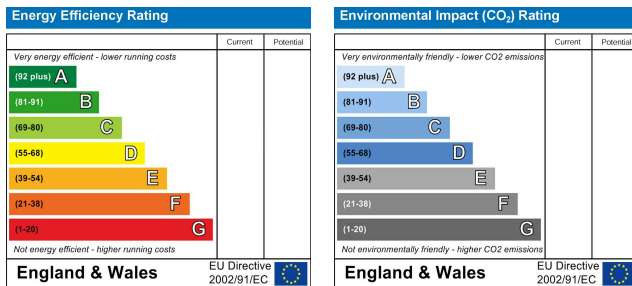 Energy Efficiency Rating
Current Potential
Very energy efficient - lower running costs
(92 plus) A
(81-91) B
(69-80) C
(55-68) D
(39-54) E
(21-38) F
(1-20) G
Not energy efficient - higher running costs
England & Wales
EU Directive
2002/91/EC
Environmental Impact (CO₂) Rating
Current Potential
Very environmentally friendly - lower CO2 emissions
(92 plus) A
(81-91) B
(69-80) C
(55-68) D
(39-54) E
(21-38) F
(1-20) G
Not environmentally friendly - higher CO2 emissions
England & Wales
EU Directive
2002/91/EC